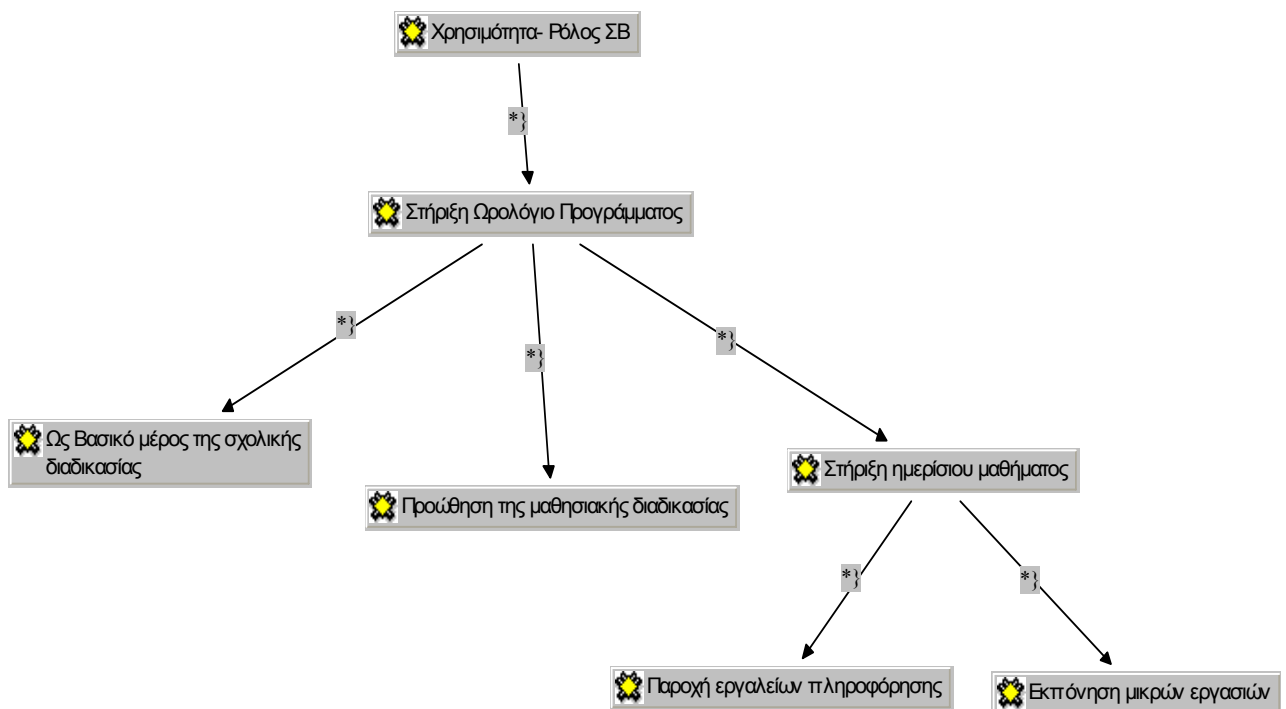 Χρησιμότητα- Ρόλος ΣΒ
*}
Στήριξη Ωρολόγιο Προγράμματος
*}
*}
*}
Ως Βασικό μέρος της σχολικής
διαδικασίας
Στήριξη ημερίσιου μαθήματος
Προώθηση της μαθησιακής διαδικασίας
*}
*}
Παροχή εργαλείων πληροφόρησης
Εκπόνηση μικρών εργασιών